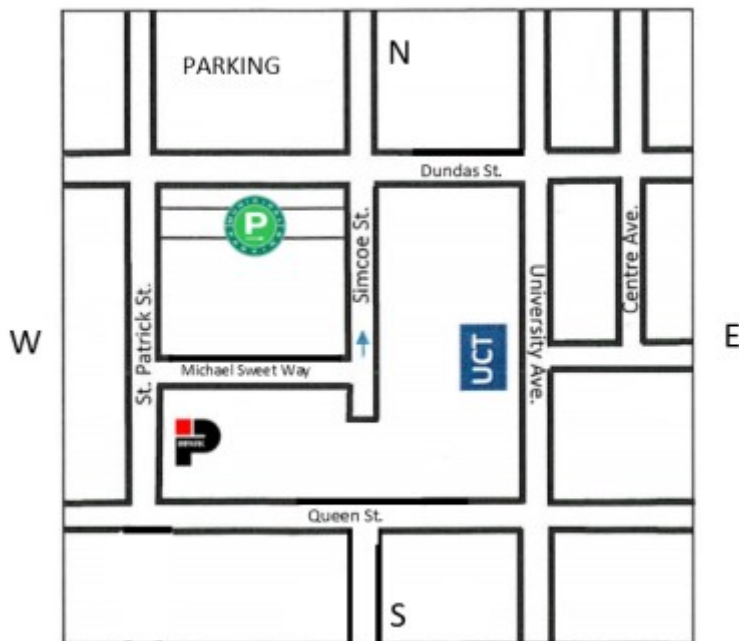 N
PARKING
Dundas St.
P
Simcoe St.
University Ave.
Centre Ave.
St. Patrick St.
W
E
UCT
Michael Sweet Way
P
Queen St.
S